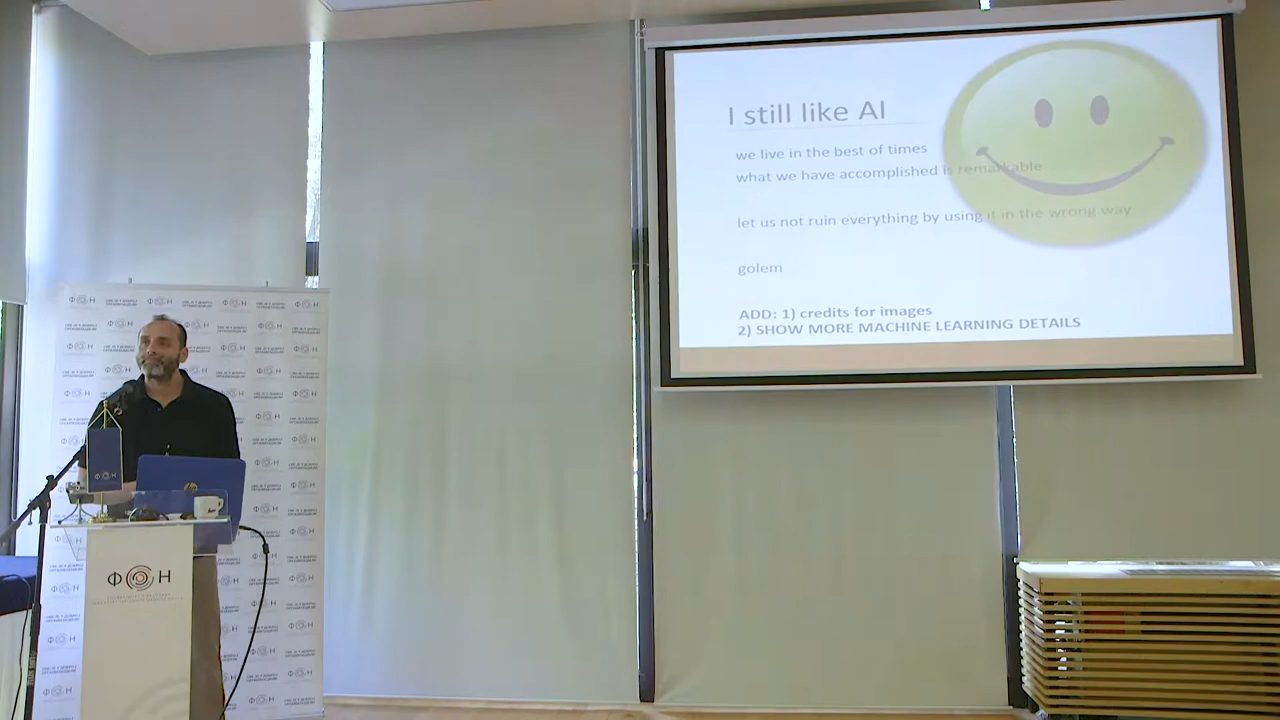 I still like AI
we live in the best of times
what we have accomplished is remarkable
let us not ruin everything by using it in the wrong way
golem
ADD: 1) credits for images
2) SHOW MORE MACHINE LEARNING DETAILS
ФОН
ФОН